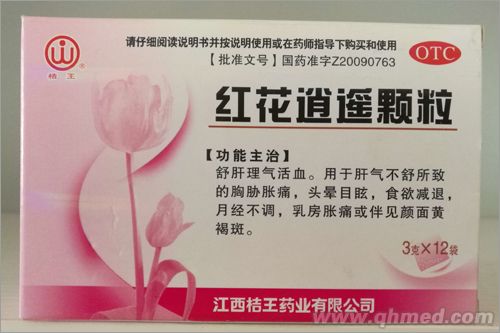 请仔细阅读说明书并按说明使用或在药师指导下购买和使用
【批准文号】国药准字Z20090763
OTC
桔王®
红花逍遥颗粒
【功能主治】
舒肝理气活血。用于肝气不舒所致
的胸胁胀痛，头晕目眩，食欲减退，
月经不调，乳房胀痛或伴见颜面黄
褐斑。
3克×12袋
江西桔王药业有限公司
www.qhmed.com